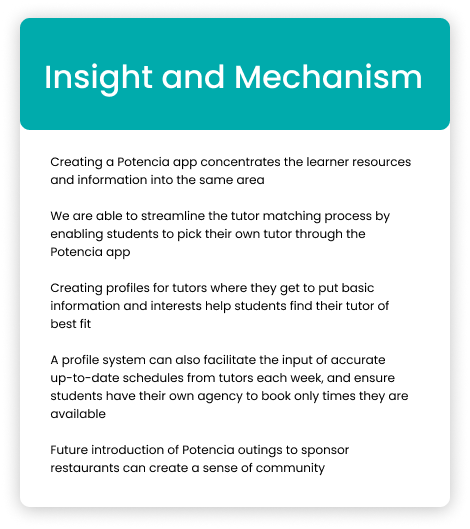 Insight and Mechanism
Creating a Potencia app concentrates the learner resources
and information into the same area
We are able to streamline the tutor matching process by
enabling students to pick their own tutor through the
Potencia app
Creating profiles for tutors where they get to put basic
information and interests help students find their tutor of
best fit
A profile system can also facilitate the input of accurate
up-to-date schedules from tutors each week, and ensure
students have their own agency to book only times they are
available
Future introduction of Potencia outings to sponsor
restaurants can create a sense of community